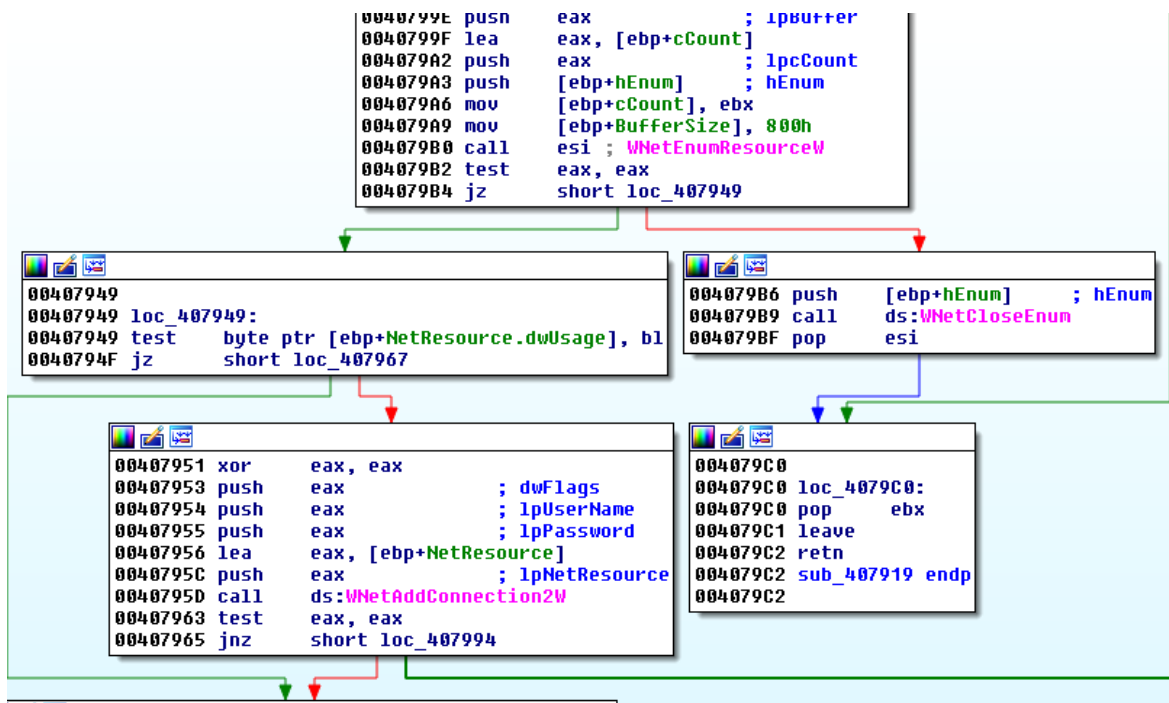 0040799E push eax ; lpBuffer
0040799F lea eax, [ebp+cCount]
004079A2 push eax ; lpcCount
004079A3 push [ebp+hEnum] ; hEnum
004079A6 mov [ebp+cCount], ebx
004079A9 mov [ebp+BufferSize], 800h
004079B0 call esi ; WNetEnumResourceW
004079B2 test eax, eax
004079B4 jz short loc_407949
00407949
00407949 loc_407949:
00407949 test byte ptr [ebp+NetResource.dwUsage], bl
0040794F jz short loc_407967
004079B6 push [ebp+hEnum] ; hEnum
004079B9 call ds:WNetCloseEnum
004079BF pop esi
00407951 xor eax, eax
00407953 push eax ; dwFlags
00407954 push eax ; lpUserName
00407955 push eax ; lpPassword
00407956 lea eax, [ebp+NetResource]
0040795C push eax ; lpNetResource
0040795D call ds:WNetAddConnection2W
00407963 test eax, eax
00407965 jnz short loc_407994
004079C0
004079C0 loc_4079C0:
004079C0 pop ebx
004079C1 leave
004079C2 retn
004079C2 sub_407919 endp
004079C2